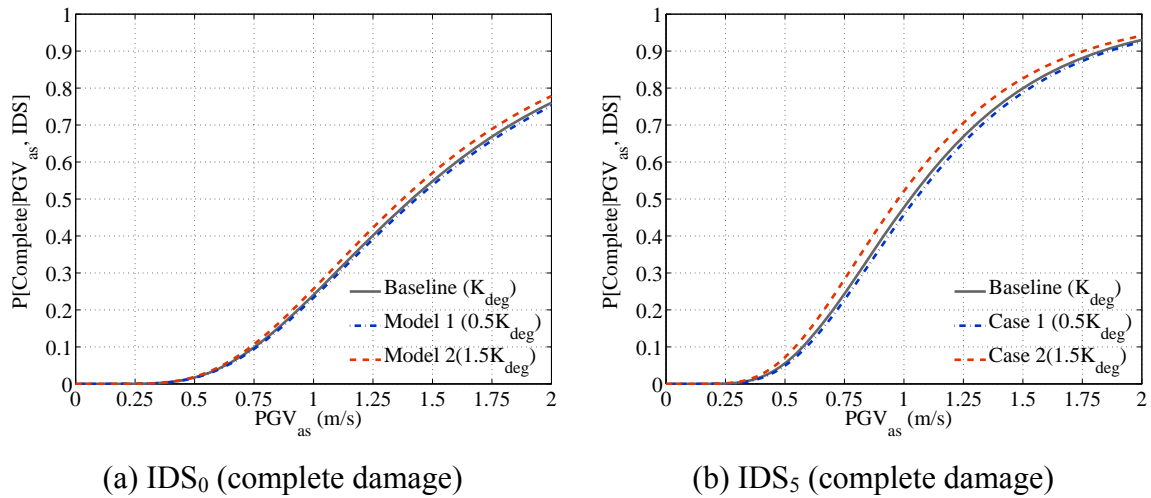 1
0.9
0.8
0.7
0.6
0.5
0.4
0.3
0.2
0.1
0
P[Complete|PGV_as, IDS]
Baseline (K_deg)
Model 1 (0.5K_deg)
Model 2(1.5K_deg)
0 0.25 0.5 0.75 1 1.25 1.5 1.75 2
PGV_as (m/s)
(a) IDS₀ (complete damage)
1
0.9
0.8
0.7
0.6
0.5
0.4
0.3
0.2
0.1
0
P[Complete|PGV_as, IDS]
Baseline (K_deg)
Case 1 (0.5K_deg)
Case 2(1.5K_deg)
0 0.25 0.5 0.75 1 1.25 1.5 1.75 2
PGV_as (m/s)
(b) IDS₅ (complete damage)